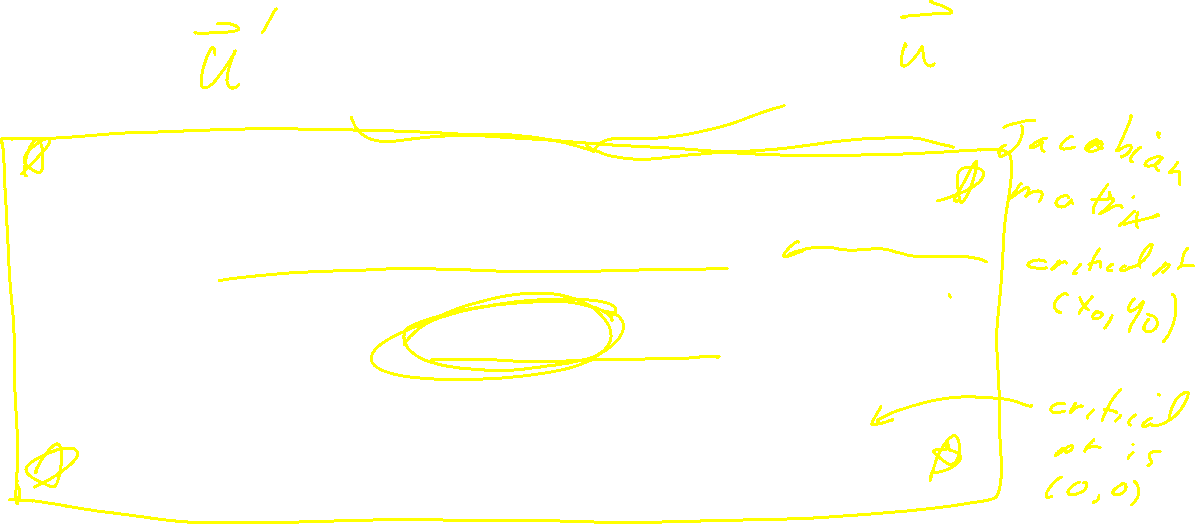 u⃗′ u⃗
Jacobian
matrix
critical pt
(x₀, y₀)
critical
pt is
(0,0)